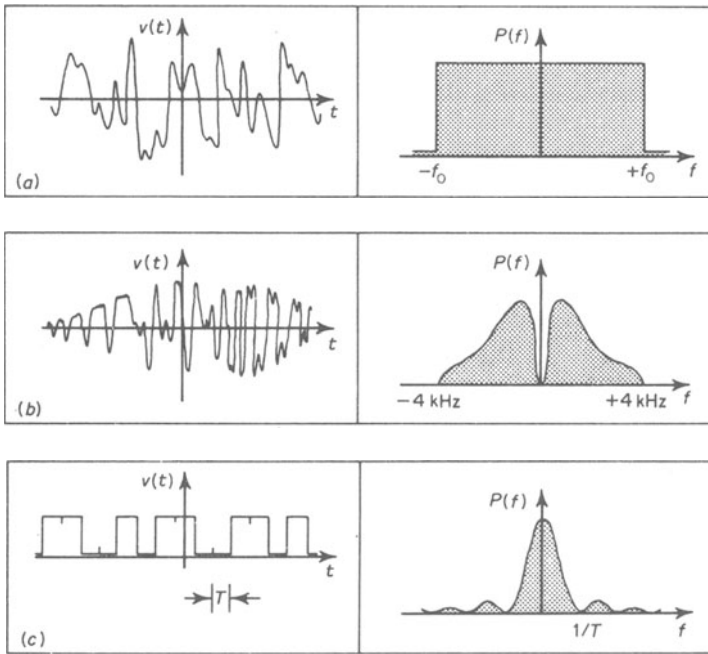 v(t)
t
(a)
P(f)
−f₀
+f₀
f
v(t)
t
(b)
P(f)
−4 kHz
+4 kHz
f
v(t)
t
T
(c)
P(f)
1/T
f